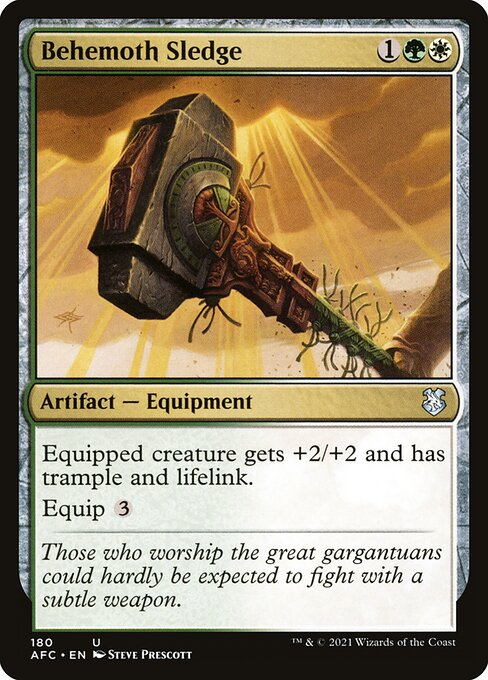 Behemoth Sledge 1
Artifact — Equipment
Equipped creature gets +2/+2 and has
trample and lifelink.
Equip 3
Those who worship the great gargantuans
could hardly be expected to fight with a
subtle weapon.
180 U
AFC • EN Steve Prescott
™ & © 2021 Wizards of the Coast